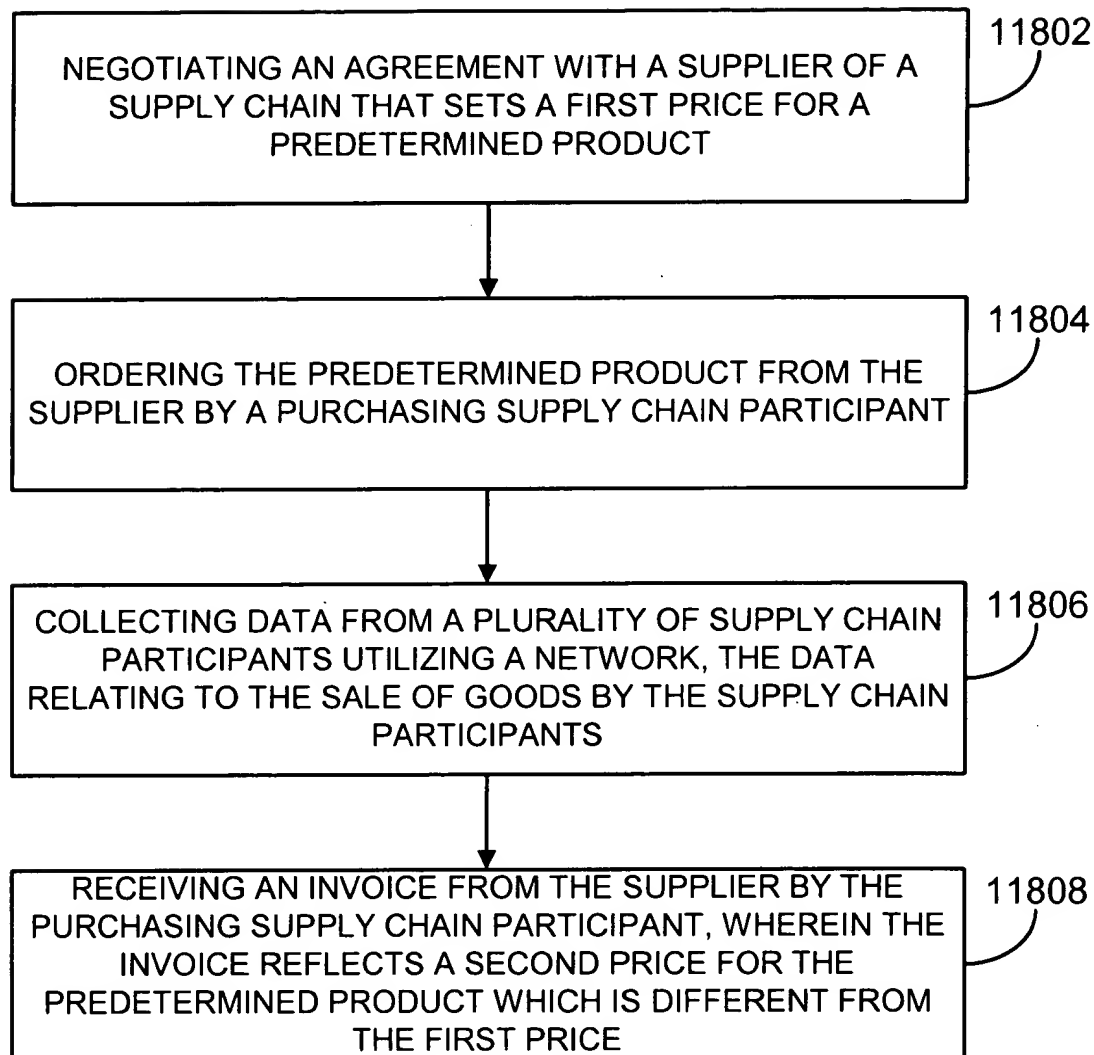 11802
NEGOTIATING AN AGREEMENT WITH A SUPPLIER OF A
SUPPLY CHAIN THAT SETS A FIRST PRICE FOR A
PREDETERMINED PRODUCT
11804
ORDERING THE PREDETERMINED PRODUCT FROM THE
SUPPLIER BY A PURCHASING SUPPLY CHAIN PARTICIPANT
11806
COLLECTING DATA FROM A PLURALITY OF SUPPLY CHAIN
PARTICIPANTS UTILIZING A NETWORK, THE DATA
RELATING TO THE SALE OF GOODS BY THE SUPPLY CHAIN
PARTICIPANTS
11808
RECEIVING AN INVOICE FROM THE SUPPLIER BY THE
PURCHASING SUPPLY CHAIN PARTICIPANT, WHEREIN THE
INVOICE REFLECTS A SECOND PRICE FOR THE
PREDETERMINED PRODUCT WHICH IS DIFFERENT FROM
THE FIRST PRICE